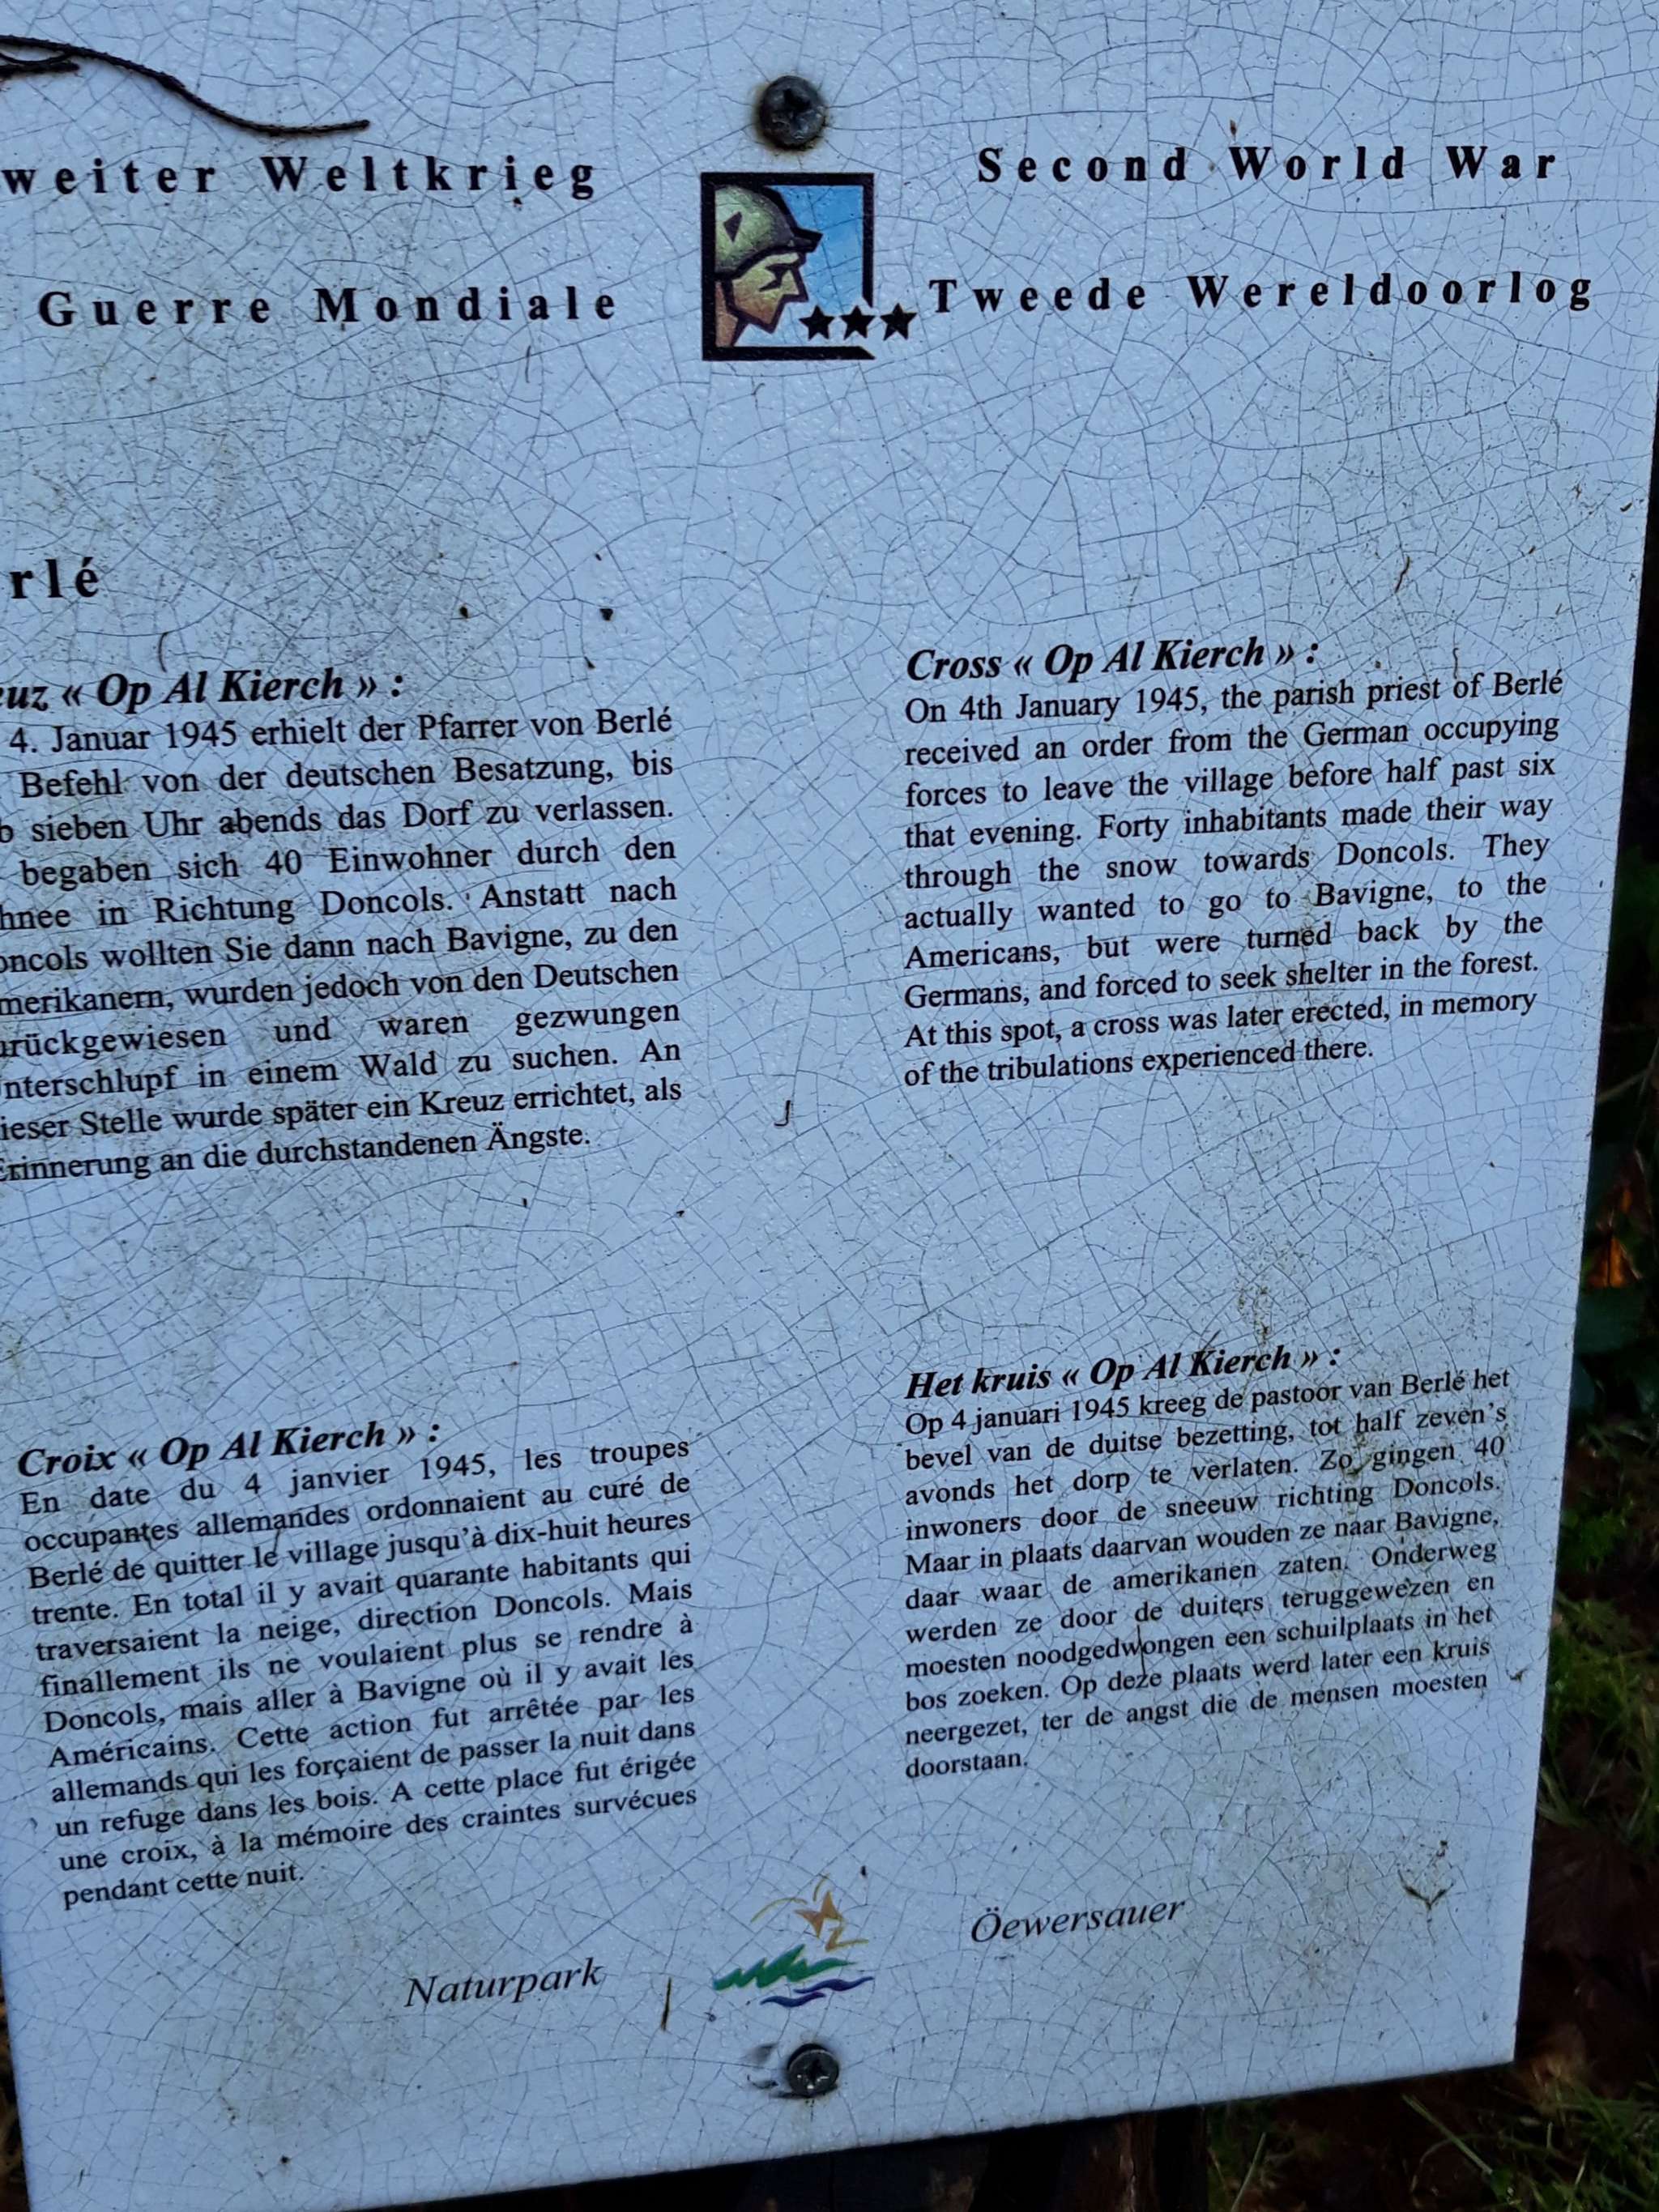 weiter Weltkrieg
Guerre Mondiale
Second World War
Tweede Wereldoorlog
rlé
uz « Op Al Kierch » :
4. Januar 1945 erhielt der Pfarrer von Berlé
Befehl von der deutschen Besatzung, bis
b sieben Uhr abends das Dorf zu verlassen.
begaben sich 40 Einwohner durch den
hnee in Richtung Doncols. Anstatt nach
oncols wollten Sie dann nach Bavigne, zu den
merikanern, wurden jedoch von den Deutschen
urückgewiesen und waren gezwungen
nterschlupf in einem Wald zu suchen. An
ieser Stelle wurde später ein Kreuz errichtet, als
Erinnerung an die durchstandenen Ängste.
Cross « Op Al Kierch » :
On 4th January 1945, the parish priest of Berlé
received an order from the German occupying
forces to leave the village before half past six
that evening. Forty inhabitants made their way
through the snow towards Doncols. They
actually wanted to go to Bavigne, to the
Americans, but were turned back by the
Germans, and forced to seek shelter in the forest.
At this spot, a cross was later erected, in memory
of the tribulations experienced there.
Croix « Op Al Kierch » :
En date du 4 janvier 1945, les troupes
occupantes allemandes ordonnaient au curé de
Berlé de quitter le village jusqu'à dix-huit heures
trente. En total il y avait quarante habitants qui
traversaient la neige, direction Doncols. Mais
finallement ils ne voulaient plus se rendre à
Doncols, mais aller à Bavigne où il y avait les
Américains. Cette action fut arrêtée par les
allemands qui les forçaient de passer la nuit dans
un refuge dans les bois. A cette place fut érigée
une croix, à la mémoire des craintes survécues
pendant cette nuit.
Het kruis « Op Al Kierch » :
Op 4 januari 1945 kreeg de pastoor van Berlé het
bevel van de duitse bezetting, tot half zeven's
avonds het dorp te verlaten. Zo gingen 40
inwoners door de sneeuw richting Doncols.
Maar in plaats daarvan wouden ze naar Bavigne,
daar waar de amerikanen zaten. Onderweg
werden ze door de duiters teruggewezen en
moesten noodgedwongen een schuilplaats in het
bos zoeken. Op deze plaats werd later een kruis
neergezet, ter de angst die de mensen moesten
doorstaan.
Naturpark
Öewersauer